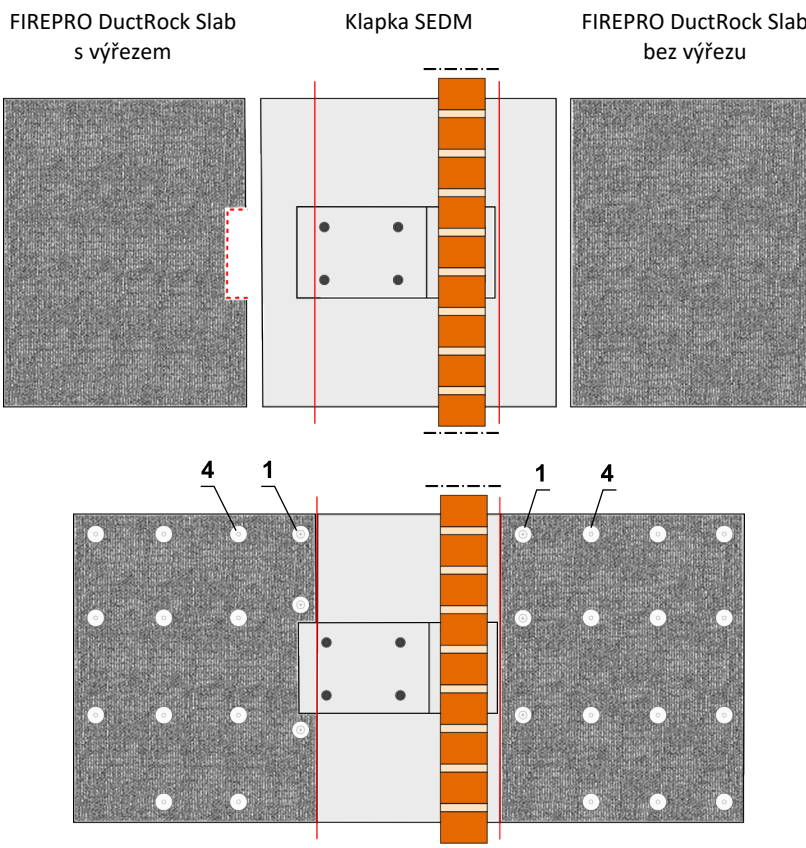 FIREPRO DuctRock Slab
s výřezem
Klapka SEDM
FIREPRO DuctRock Slab
bez výřezu
4
1
1
4